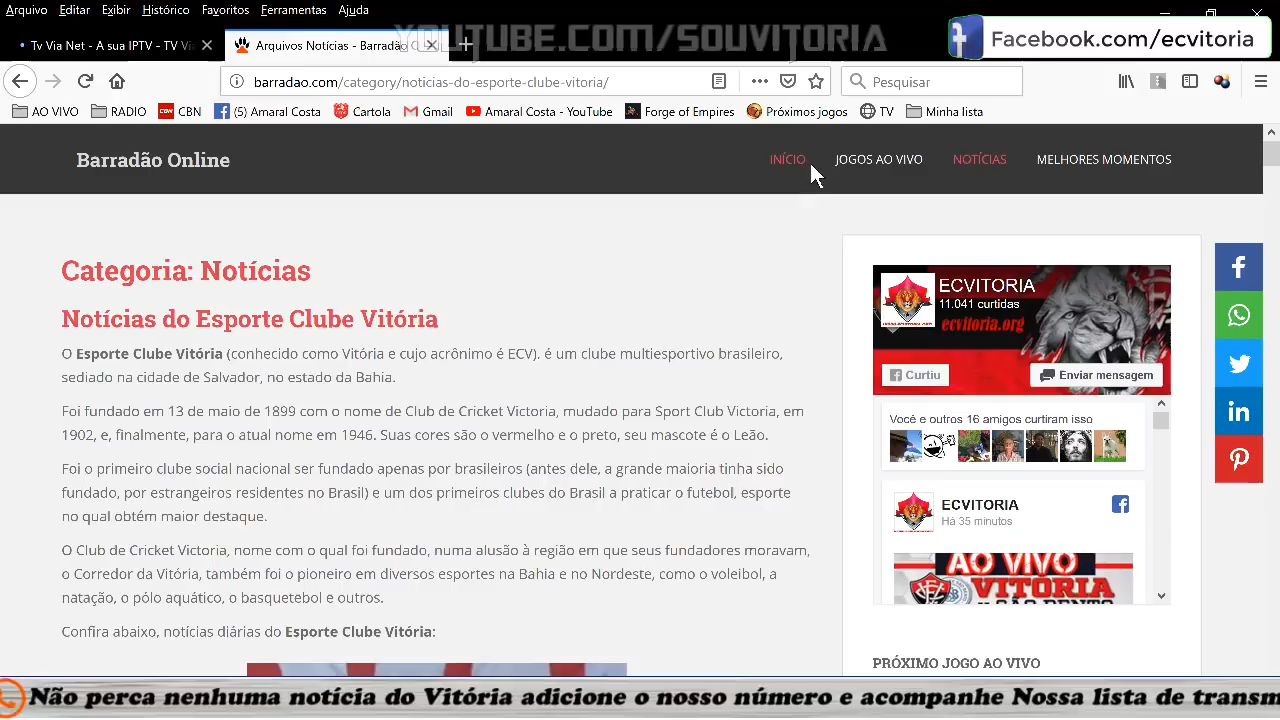 Arquivo Editar Exibir Histórico Favoritos Ferramentas Ajuda
YOUTUBE.COM/SOUVITORIA
Facebook.com/ecvitoria
Tv Via Net - A sua IPTV - TV Vi
Arquivos Notícias - Barradão O
barradao.com/category/noticias-do-esporte-clube-vitoria/
Pesquisar
AO VIVO RADIO CBN (5) Amaral Costa Cartola Gmail Amaral Costa - YouTube Forge of Empires Próximos jogos TV Minha lista
Barradão Online
INÍCIO JOGOS AO VIVO NOTÍCIAS MELHORES MOMENTOS
Categoria: Notícias
Notícias do Esporte Clube Vitória
O Esporte Clube Vitória (conhecido como Vitória e cujo acrônimo é ECV). é um clube multiesportivo brasileiro,
sediado na cidade de Salvador, no estado da Bahia.
Foi fundado em 13 de maio de 1899 com o nome de Club de Cricket Victoria, mudado para Sport Club Victoria, em
1902, e, finalmente, para o atual nome em 1946. Suas cores são o vermelho e o preto, seu mascote é o Leão.
Foi o primeiro clube social nacional ser fundado apenas por brasileiros (antes dele, a grande maioria tinha sido
fundado, por estrangeiros residentes no Brasil) e um dos primeiros clubes do Brasil a praticar o futebol, esporte
no qual obtém maior destaque.
O Club de Cricket Victoria, nome com o qual foi fundado, numa alusão à região em que seus fundadores moravam,
o Corredor da Vitória, também foi o pioneiro em diversos esportes na Bahia e no Nordeste, como o voleibol, a
natação, o pólo aquático, o basquetebol e outros.
Confira abaixo, notícias diárias do Esporte Clube Vitória:
ECVITORIA
11.041 curtidas
ecvitoria.org
Curtiu
Enviar mensagem
Você e outros 16 amigos curtiram isso
ECVITORIA
Há 35 minutos
AO VIVO VITÓRIA
X SÃO BENTO
PRÓXIMO JOGO AO VIVO
Não perca nenhuma notícia do Vitória adicione o nosso número e acompanhe Nossa lista de transm